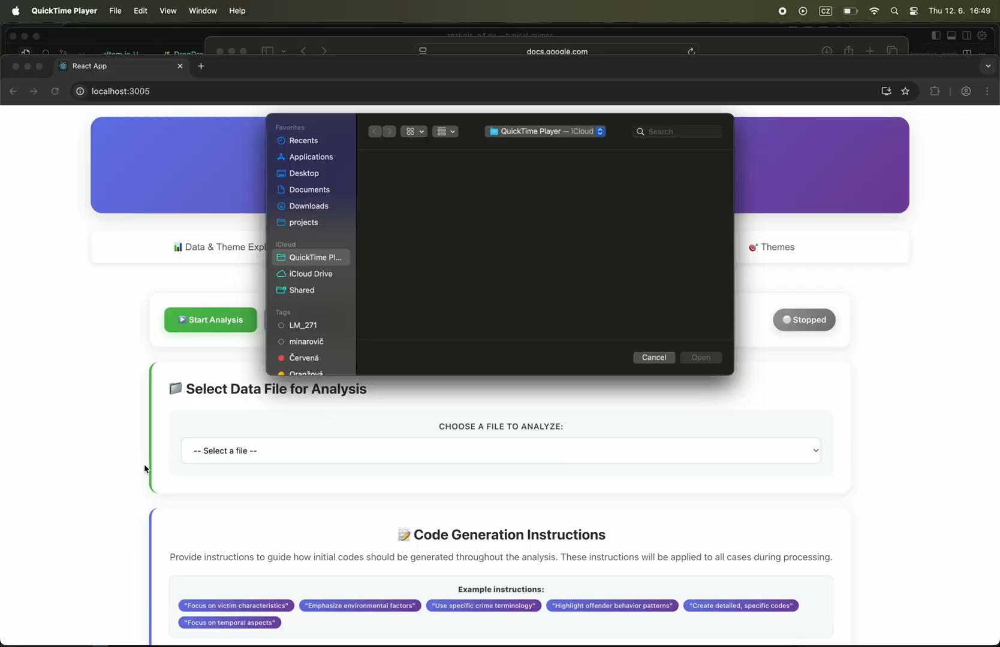 QuickTime Player File Edit View Window Help CZ Thu 12. 6. 16:49
docs.google.com
React App
localhost:3005
Favorites
Recents
Applications
Desktop
Documents
Downloads
projects
iCloud
QuickTime Pl...
iCloud Drive
Shared
Tags
LM_271
minarovič
Červená
Oranžová
QuickTime Player — iCloud
Search
Cancel Open
Data & Theme Expl
Themes
Start Analysis
Stopped
Select Data File for Analysis
CHOOSE A FILE TO ANALYZE:
-- Select a file --
Code Generation Instructions
Provide instructions to guide how initial codes should be generated throughout the analysis. These instructions will be applied to all cases during processing.
Example instructions:
"Focus on victim characteristics" "Emphasize environmental factors" "Use specific crime terminology" "Highlight offender behavior patterns" "Create detailed, specific codes"
"Focus on temporal aspects"